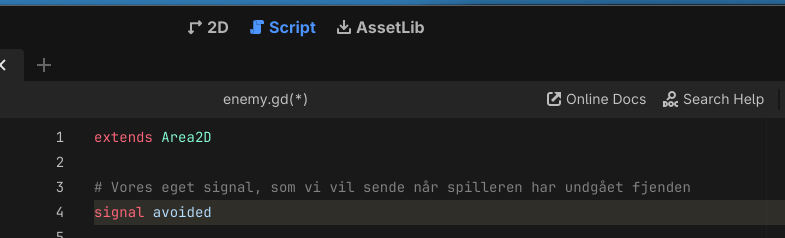 2D Script AssetLib
enemy.gd(*) Online Docs Search Help
1 extends Area2D
2
3 # Vores eget signal, som vi vil sende når spilleren har undgået fjenden
4 signal avoided
5